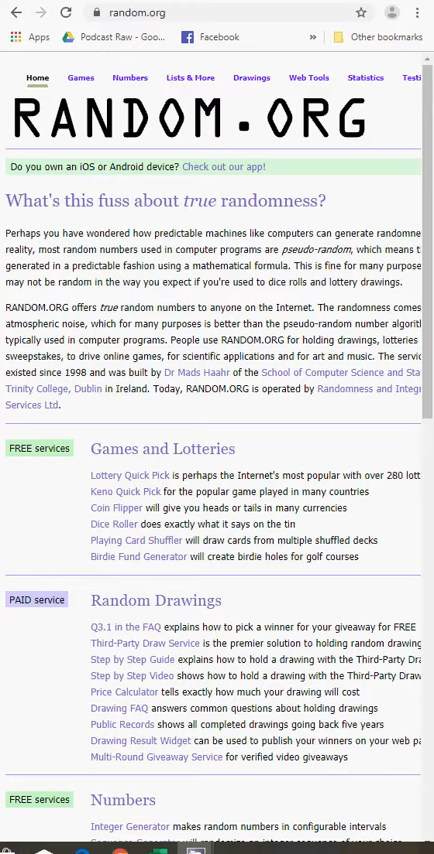 random.org
Apps Podcast Raw - Goo... Facebook » Other bookmarks
Home Games Numbers Lists & More Drawings Web Tools Statistics Testi
RANDOM.ORG
Do you own an iOS or Android device? Check out our app!
What's this fuss about true randomness?
Perhaps you have wondered how predictable machines like computers can generate randomne
reality, most random numbers used in computer programs are pseudo-random, which means t
generated in a predictable fashion using a mathematical formula. This is fine for many purpose
may not be random in the way you expect if you're used to dice rolls and lottery drawings.
RANDOM.ORG offers true random numbers to anyone on the Internet. The randomness comes
atmospheric noise, which for many purposes is better than the pseudo-random number algorit
typically used in computer programs. People use RANDOM.ORG for holding drawings, lotteries
sweepstakes, to drive online games, for scientific applications and for art and music. The servic
existed since 1998 and was built by Dr Mads Haahr of the School of Computer Science and Sta
Trinity College, Dublin in Ireland. Today, RANDOM.ORG is operated by Randomness and Integr
Services Ltd.
FREE services
Games and Lotteries
Lottery Quick Pick is perhaps the Internet's most popular with over 280 lott
Keno Quick Pick for the popular game played in many countries
Coin Flipper will give you heads or tails in many currencies
Dice Roller does exactly what it says on the tin
Playing Card Shuffler will draw cards from multiple shuffled decks
Birdie Fund Generator will create birdie holes for golf courses
PAID service
Random Drawings
Q3.1 in the FAQ explains how to pick a winner for your giveaway for FREE
Third-Party Draw Service is the premier solution to holding random drawing
Step by Step Guide explains how to hold a drawing with the Third-Party Dra
Step by Step Video shows how to hold a drawing with the Third-Party Draw
Price Calculator tells exactly how much your drawing will cost
Drawing FAQ answers common questions about holding drawings
Public Records shows all completed drawings going back five years
Drawing Result Widget can be used to publish your winners on your web pa
Multi-Round Giveaway Service for verified video giveaways
FREE services
Numbers
Integer Generator makes random numbers in configurable intervals